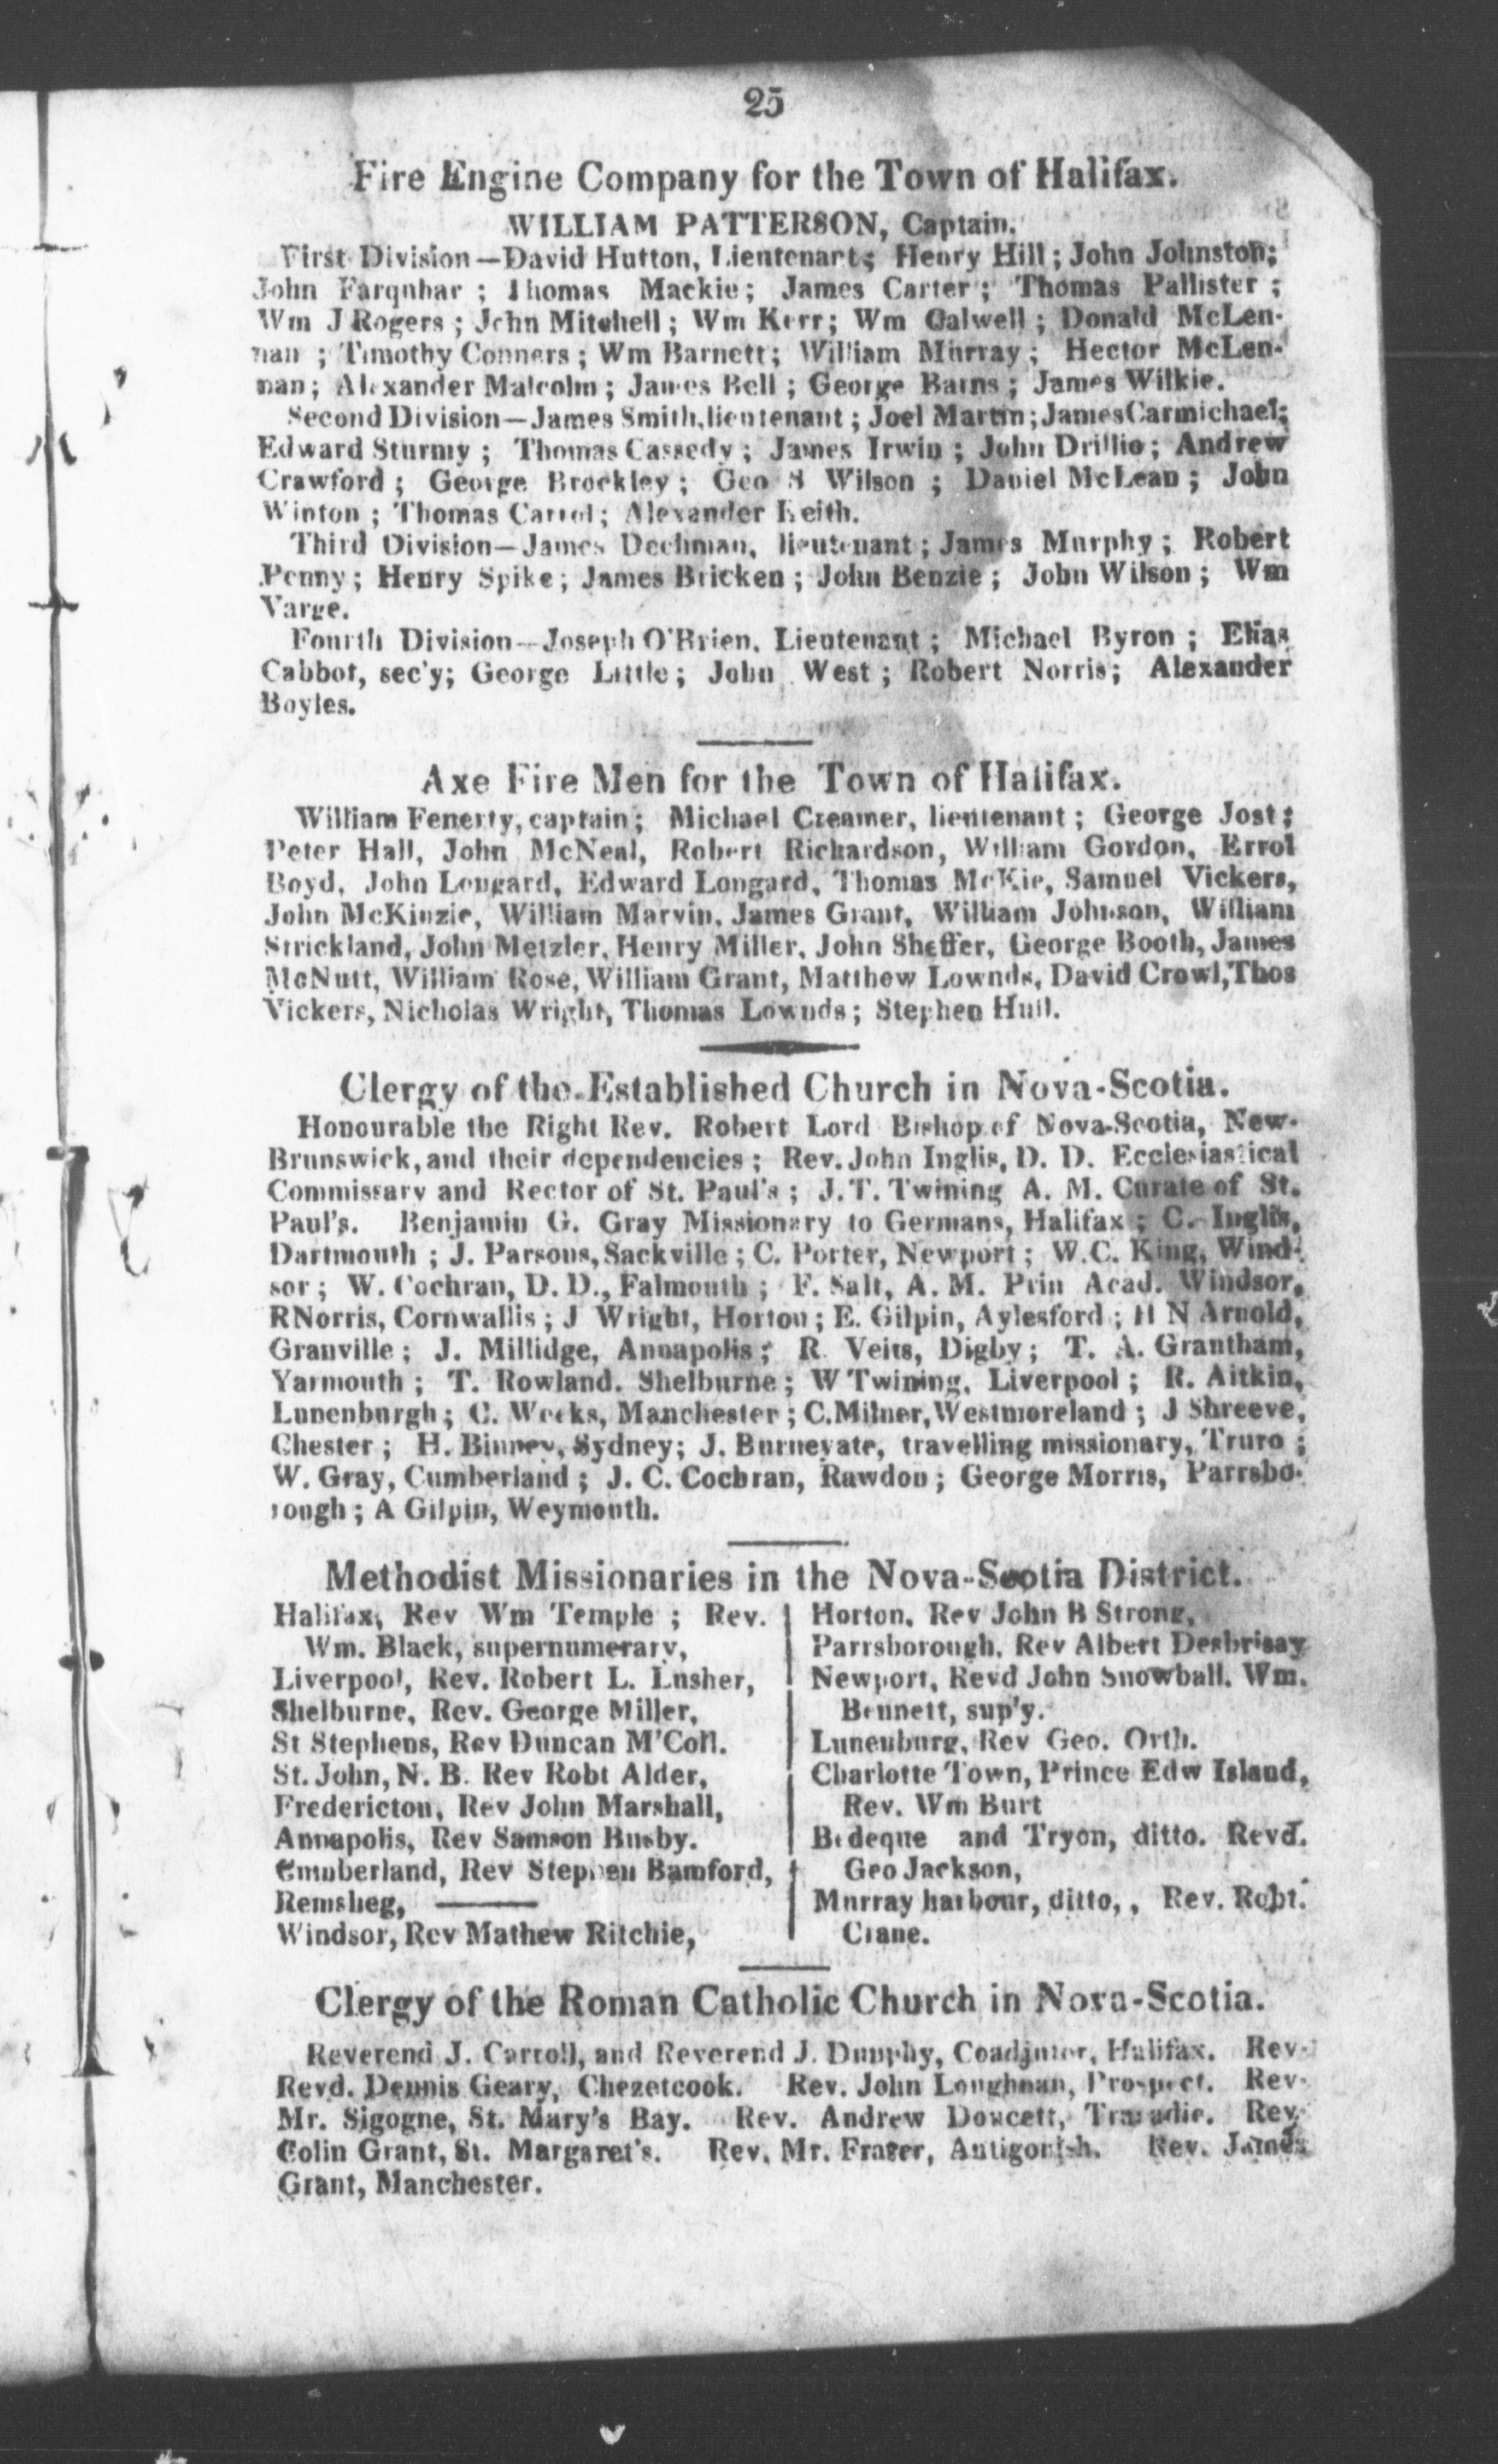 25
Fire Engine Company for the Town of Halifax.
WILLIAM PATTERSON, Captain.
First Division—David Hutton, Lieutenant; Henry Hill; John Johnston;
John Farquhar ; Thomas Mackie; James Carter ; Thomas Pallister ;
Wm J Rogers ; John Mitchell ; Wm Kerr; Wm Calwell ; Donald McLen-
nan ; Timothy Conners ; Wm Barnett; William Murray ; Hector McLen-
nan; Alexander Malcolm ; James Bell ; George Barns ; James Wilkie.
Second Division—James Smith, lieutenant ; Joel Martin; James Carmichael;
Edward Sturmy ; Thomas Cassedy ; James Irwin ; John Drillio ; Andrew
Crawford ; George Brockley ; Geo S Wilson ; Daniel McLean ; John
Winton ; Thomas Carrol; Alexander Keith.
Third Division—James Dechman, lieutenant ; James Murphy ; Robert
Penny ; Henry Spike; James Bricken ; John Benzie ; John Wilson ; Wm
Varge.
Fourth Division—Joseph O'Brien, Lieutenant ; Michael Byron ; Elias
Cabbot, sec'y; George Little ; John West ; Robert Norris; Alexander
Boyles.
Axe Fire Men for the Town of Halifax.
William Fenerty, captain; Michael Creamer, lieutenant ; George Jost;
Peter Hall, John McNeal, Robert Richardson, William Gordon, Errol
Boyd, John Longard, Edward Longard, Thomas McKie, Samuel Vickers,
John McKinzie, William Marvin, James Grant, William Johnson, William
Strickland, John Metzler, Henry Miller, John Sheffer, George Booth, James
McNutt, William Rose, William Grant, Matthew Lownds, David Crowl, Thos
Vickers, Nicholas Wright, Thomas Lownds; Stephen Hull.
Clergy of the Established Church in Nova-Scotia.
Honourable the Right Rev. Robert Lord Bishop of Nova-Scotia, New-
Brunswick, and their dependencies ; Rev. John Inglis, D. D. Ecclesiastical
Commissary and Rector of St. Paul's ; J. T. Twining A. M. Curate of St.
Paul's. Benjamin G. Gray Missionary to Germans, Halifax ; C. Inglis,
Dartmouth ; J. Parsons, Sackville ; C. Porter, Newport ; W.C. King, Wind-
sor ; W. Cochran, D. D., Falmouth ; F. Salt, A. M. Prin Acad. Windsor,
R Norris, Cornwallis ; J Wright, Horton ; E. Gilpin, Aylesford ; H N Arnold,
Granville ; J. Millidge, Annapolis ; R. Veits, Digby ; T. A. Grantham,
Yarmouth ; T. Rowland. Shelburne ; W Twining, Liverpool ; R. Aitkin,
Lunenburgh ; C. Weeks, Manchester ; C. Milner, Westmoreland ; J Shreeve,
Chester ; H. Binney, Sydney; J. Burneyate, travelling missionary, Truro ;
W. Gray, Cumberland ; J. C. Cochran, Rawdon ; George Morris, Parrsbo-
rough ; A Gilpin, Weymouth.
Methodist Missionaries in the Nova-Scotia District.
Halifax, Rev Wm Temple ; Rev.
Wm. Black, supernumerary,
Liverpool, Rev. Robert L. Lusher,
Shelburne, Rev. George Miller,
St Stephens, Rev Duncan M'Coll.
St. John, N. B. Rev Robt Alder,
Fredericton, Rev John Marshall,
Annapolis, Rev Samson Busby.
Cumberland, Rev Stephen Bamford,
Remsheg, ———
Windsor, Rev Mathew Ritchie,
Horton, Rev John B Strong,
Parrsborough, Rev Albert Desbrisay
Newport, Revd John Snowball. Wm.
Bennett, sup'y.
Lunenburg, Rev Geo. Orth.
Charlotte Town, Prince Edw Island,
Rev. Wm Burt
Bedeque and Tryon, ditto. Revd.
Geo Jackson,
Murray harbour, ditto, , Rev. Robt.
Crane.
Clergy of the Roman Catholic Church in Nova-Scotia.
Reverend J. Carroll, and Reverend J. Dunphy, Coadjutor, Halifax. Rev-
Revd. Dennis Geary, Chezetcook. Rev. John Loughnan, Prospect. Rev-
Mr. Sigogne, St. Mary's Bay. Rev. Andrew Doucett, Tracadie. Rev-
Colin Grant, St. Margaret's. Rev. Mr. Fraser, Antigonish. Rev. James
Grant, Manchester.